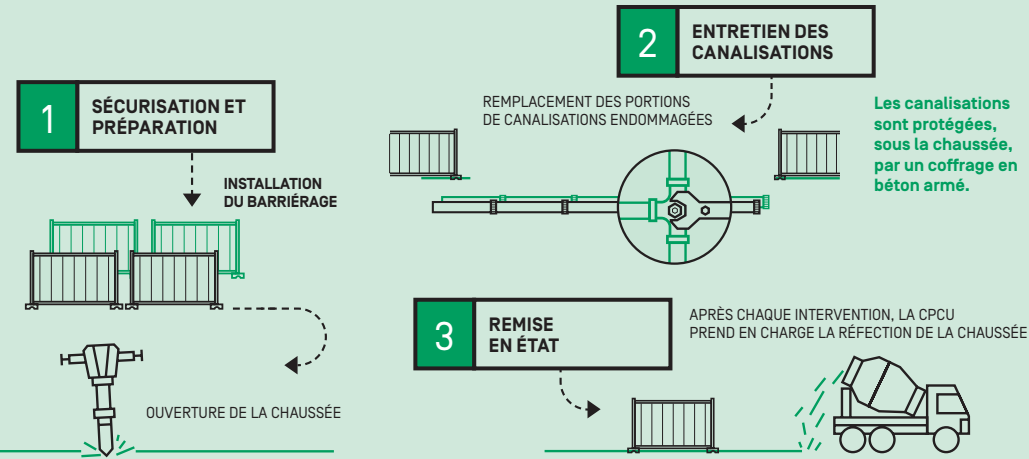 1
SÉCURISATION ET
PRÉPARATION
INSTALLATION
DU BARRIÉRAGE
OUVERTURE DE LA CHAUSSÉE
2
ENTRETIEN DES
CANALISATIONS
REMPLACEMENT DES PORTIONS
DE CANALISATIONS ENDOMMAGÉES
Les canalisations
sont protégées,
sous la chaussée,
par un coffrage en
béton armé.
3
REMISE
EN ÉTAT
APRÈS CHAQUE INTERVENTION, LA CPCU
PREND EN CHARGE LA RÉFECTION DE LA CHAUSSÉE